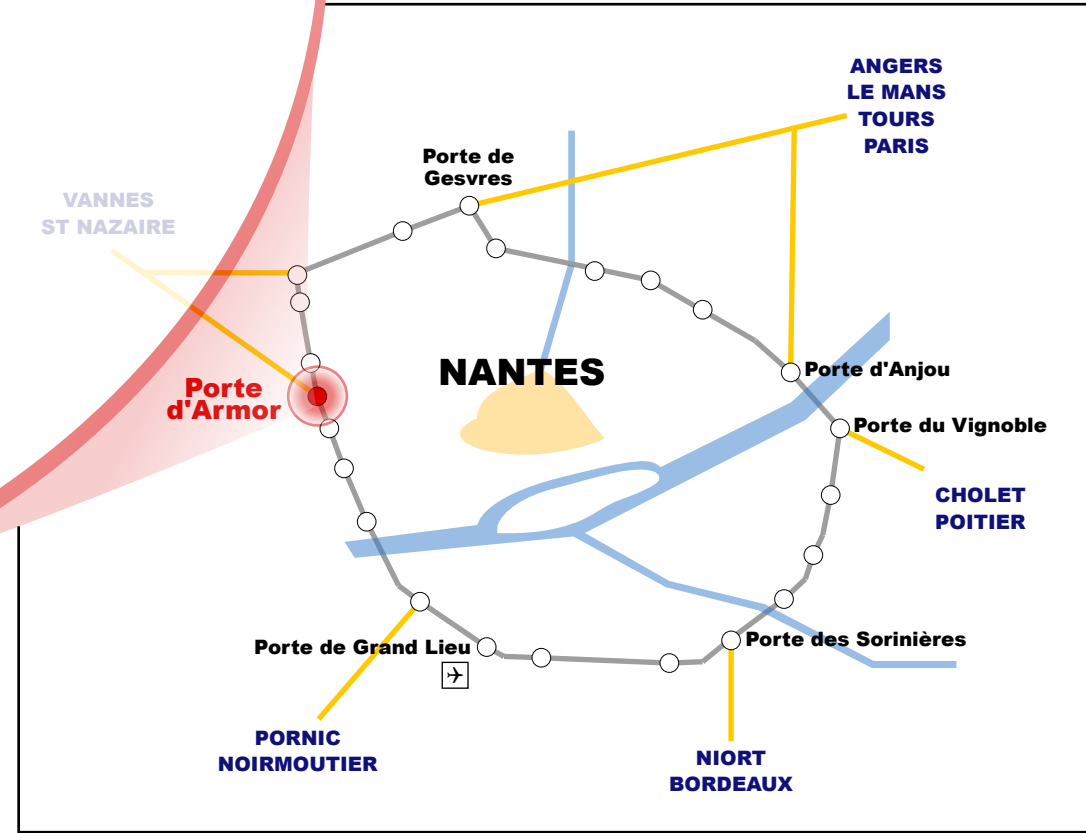 ANGERS
LE MANS
TOURS
PARIS
Porte de
Gesvres
VANNES
ST NAZAIRE
NANTES
Porte d'Anjou
Porte
d'Armor
Porte du Vignoble
CHOLET
POITIER
Porte de Grand Lieu
Porte des Sorinières
PORNIC
NOIRMOUTIER
NIORT
BORDEAUX